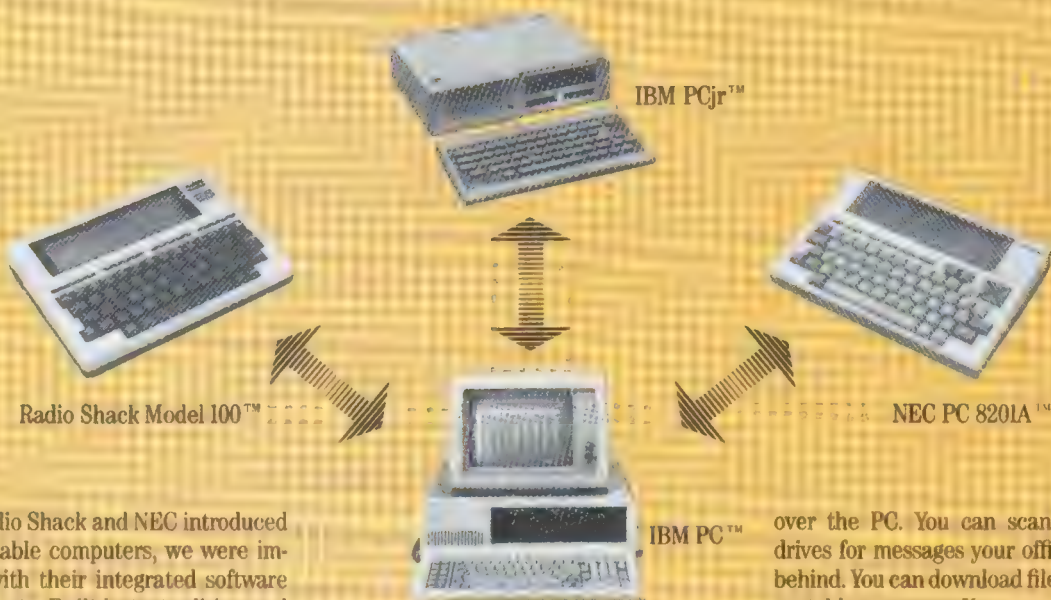 IBM PCjr™
Radio Shack Model 100™
NEC PC 8201A™
IBM PC™
dio Shack and NEC introduced
able computers, we were im-
with their integrated software
over the PC. You can scan
drives for messages your offi
behind. You can download file